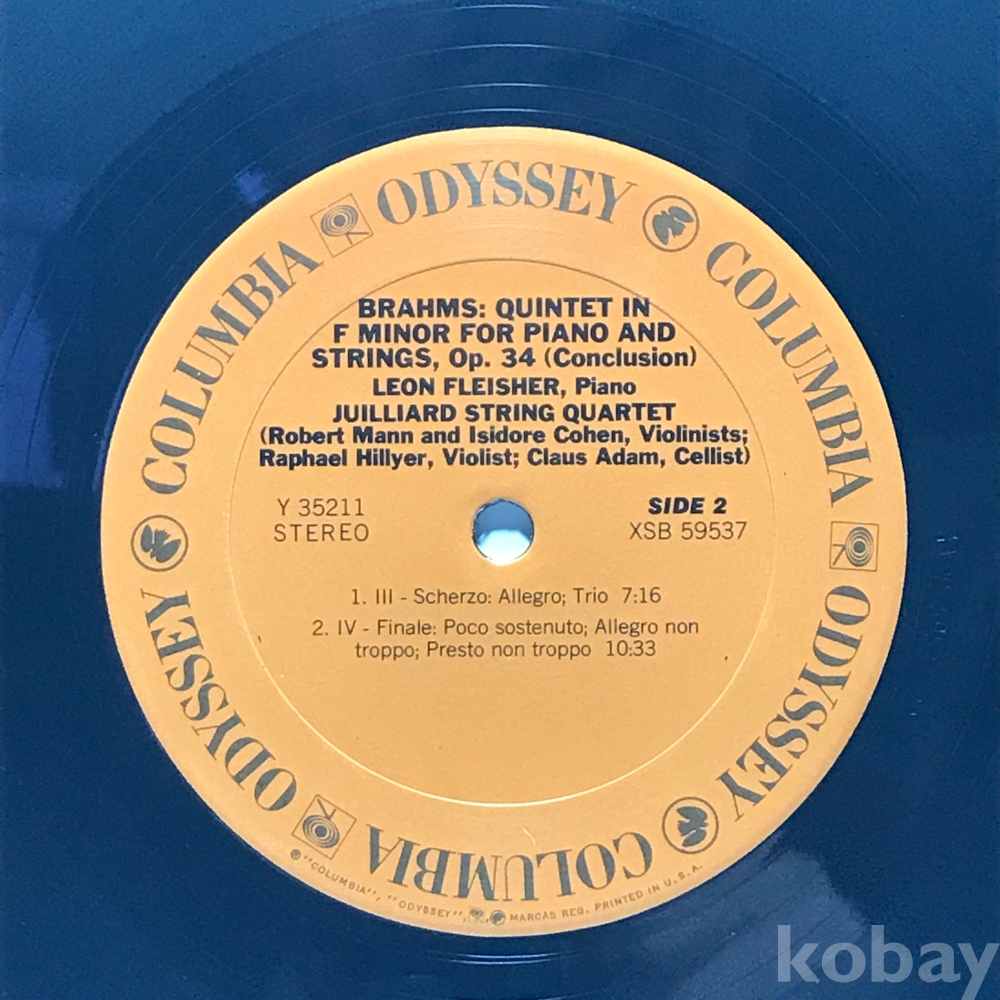 ODYSSEY
COLUMBIA
ODYSSEY
COLUMBIA
ODYSSEY
COLUMBIA
BRAHMS: QUINTET IN
F MINOR FOR PIANO AND
STRINGS, Op. 34 (Conclusion)
LEON FLEISHER, Piano
JUILLIARD STRING QUARTET
(Robert Mann and Isidore Cohen, Violinists;
Raphael Hillyer, Violist; Claus Adam, Cellist)
Y 35211
STEREO
SIDE 2
XSB 59537
1. III - Scherzo: Allegro; Trio 7:16
2. IV - Finale: Poco sostenuto; Allegro non
troppo; Presto non troppo 10:33
℗ "COLUMBIA", "ODYSSEY", MARCAS REG. PRINTED IN U.S.A.
kobay